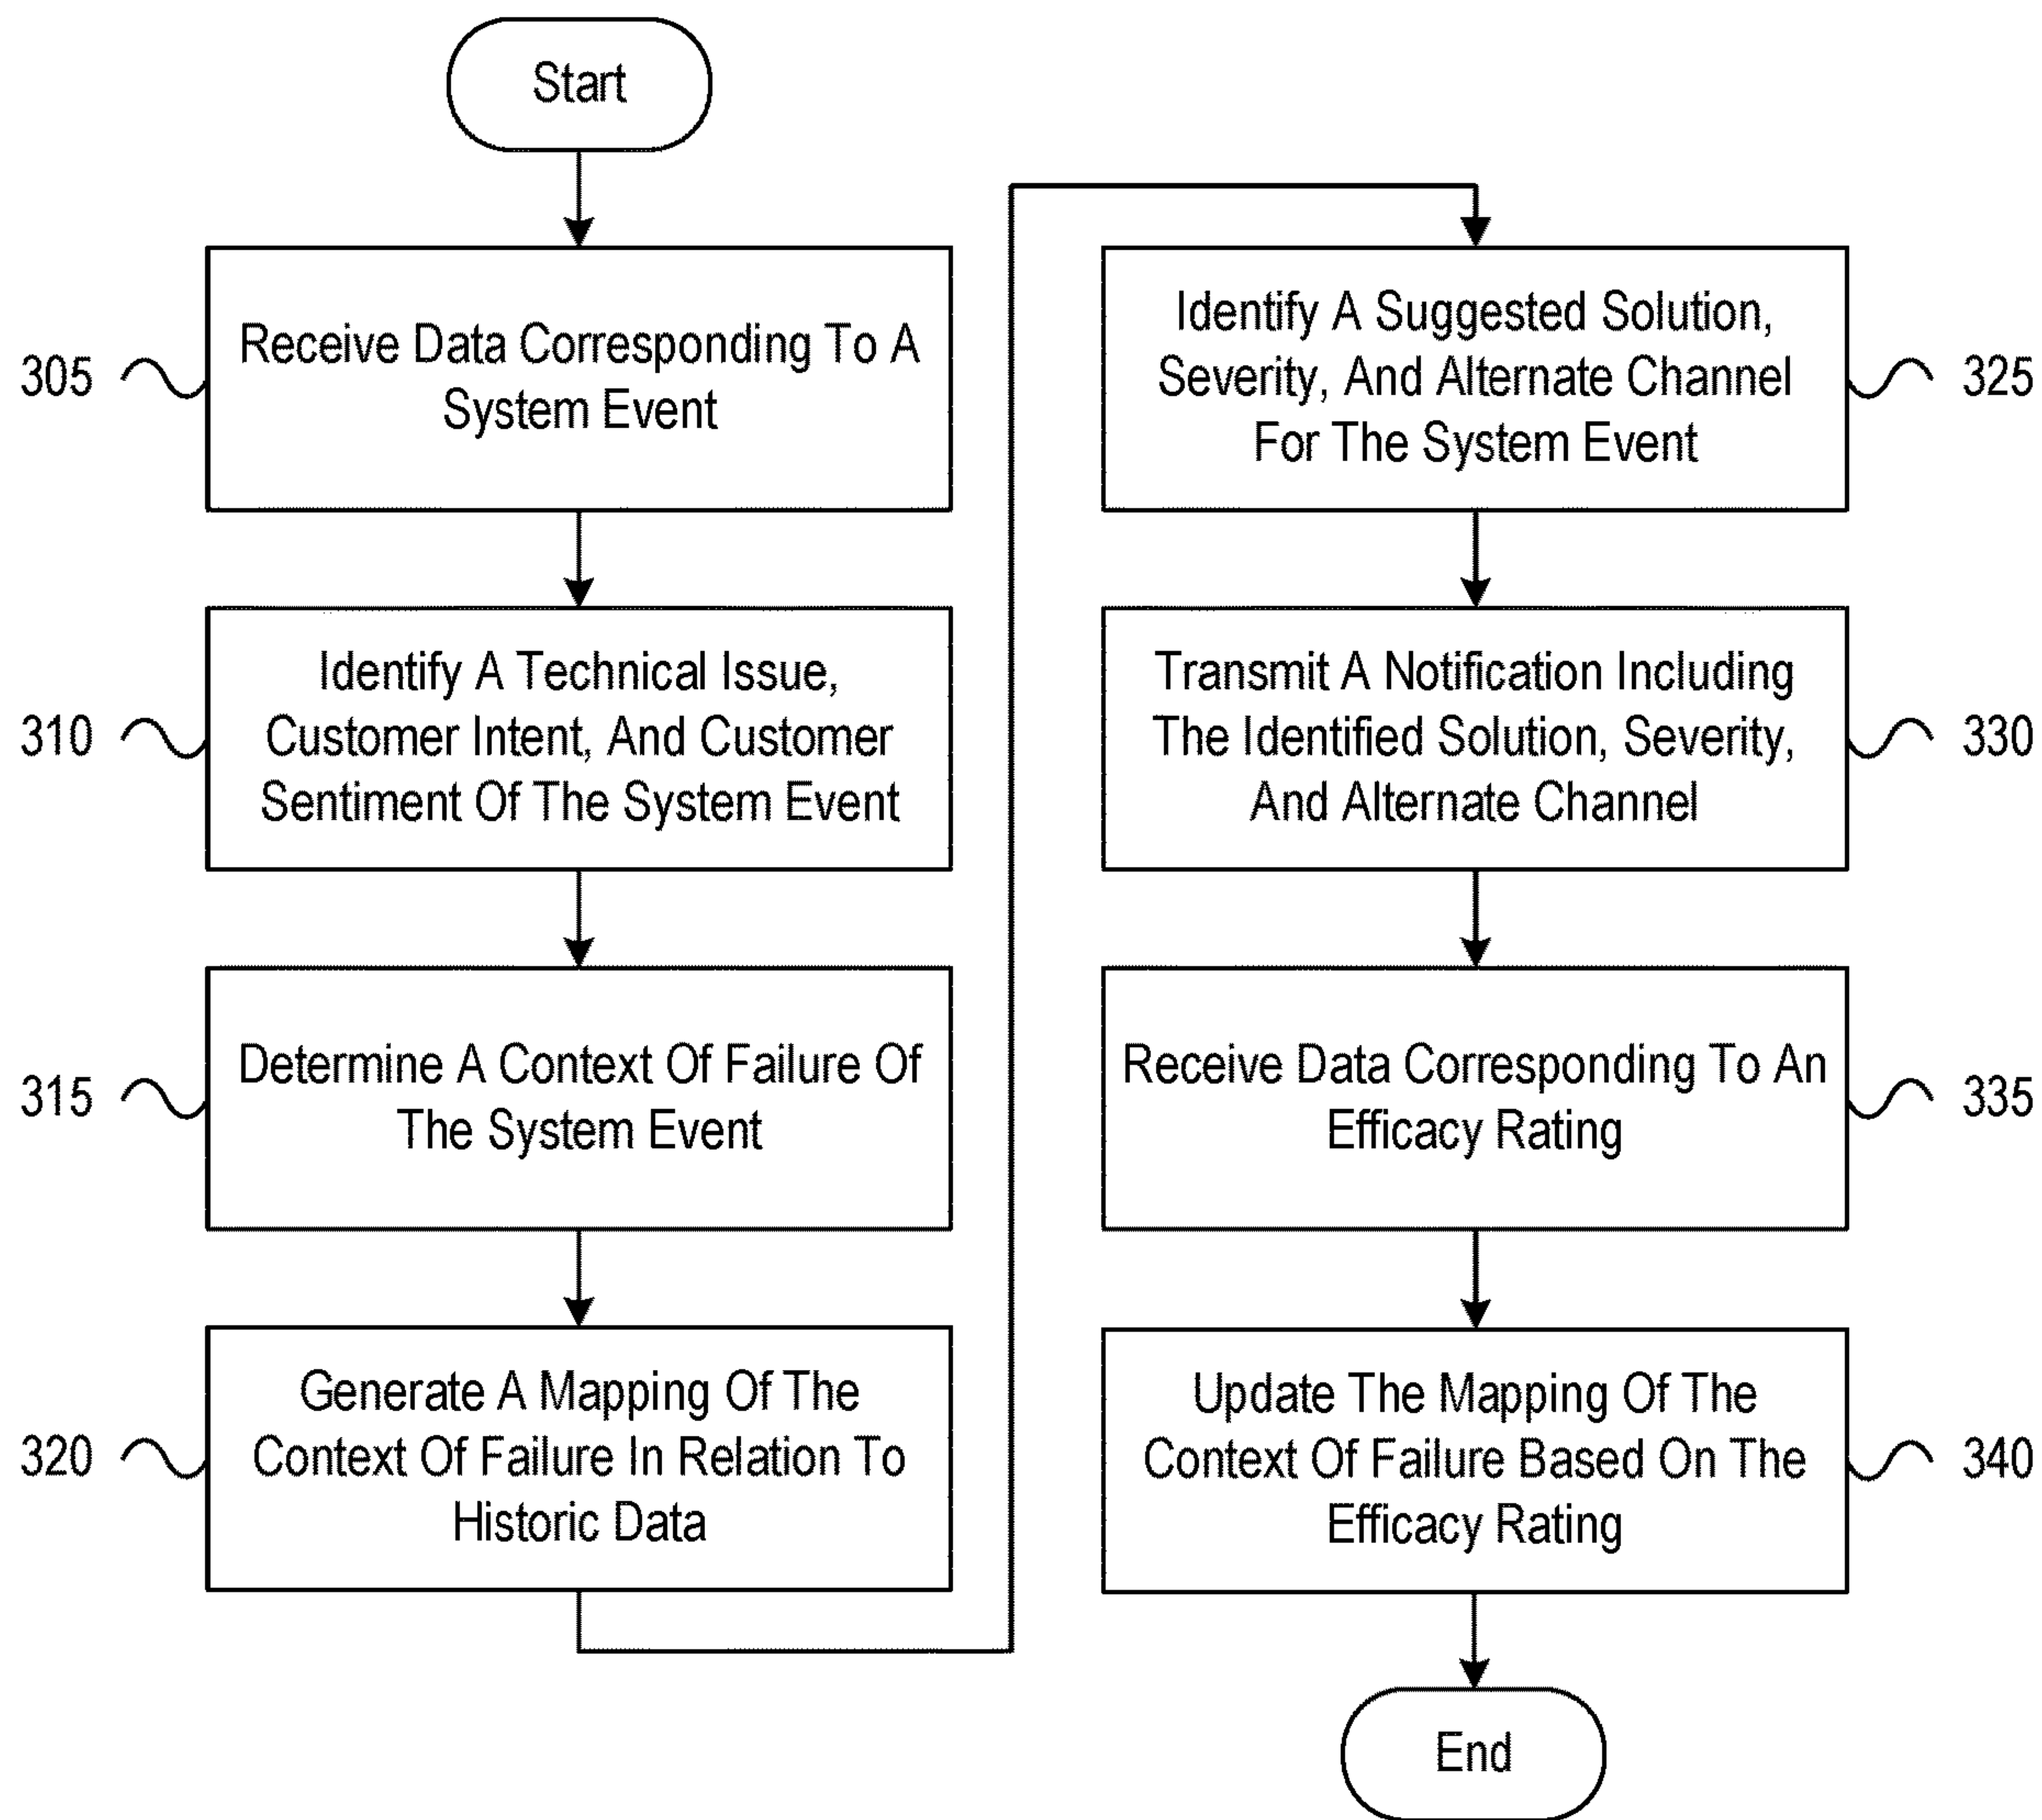 Start
305
Receive Data Corresponding To A
System Event
310
Identify A Technical Issue,
Customer Intent, And Customer
Sentiment Of The System Event
315
Determine A Context Of Failure Of
The System Event
320
Generate A Mapping Of The
Context Of Failure In Relation To
Historic Data
Identify A Suggested Solution,
Severity, And Alternate Channel
For The System Event
325
Transmit A Notification Including
The Identified Solution, Severity,
And Alternate Channel
330
Receive Data Corresponding To An
Efficacy Rating
335
Update The Mapping Of The
Context Of Failure Based On The
Efficacy Rating
340
End